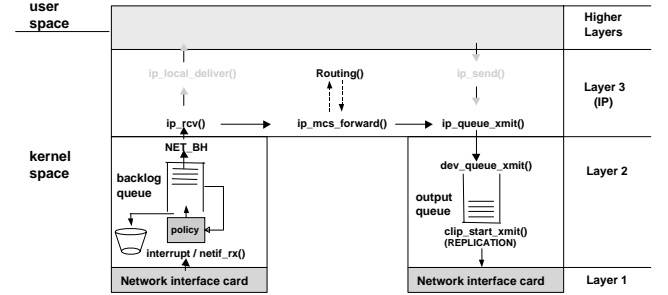 user
space
Higher
Layers
ip_local_deliver()
Routing()
ip_send()
Layer 3
(IP)
ip_rcv()
ip_mcs_forward()
ip_queue_xmit()
kernel
space
NET_BH
backlog
queue
policy
interrupt / netif_rx()
dev_queue_xmit()
output
queue
clip_start_xmit()
(REPLICATION)
Layer 2
Network interface card
Network interface card
Layer 1